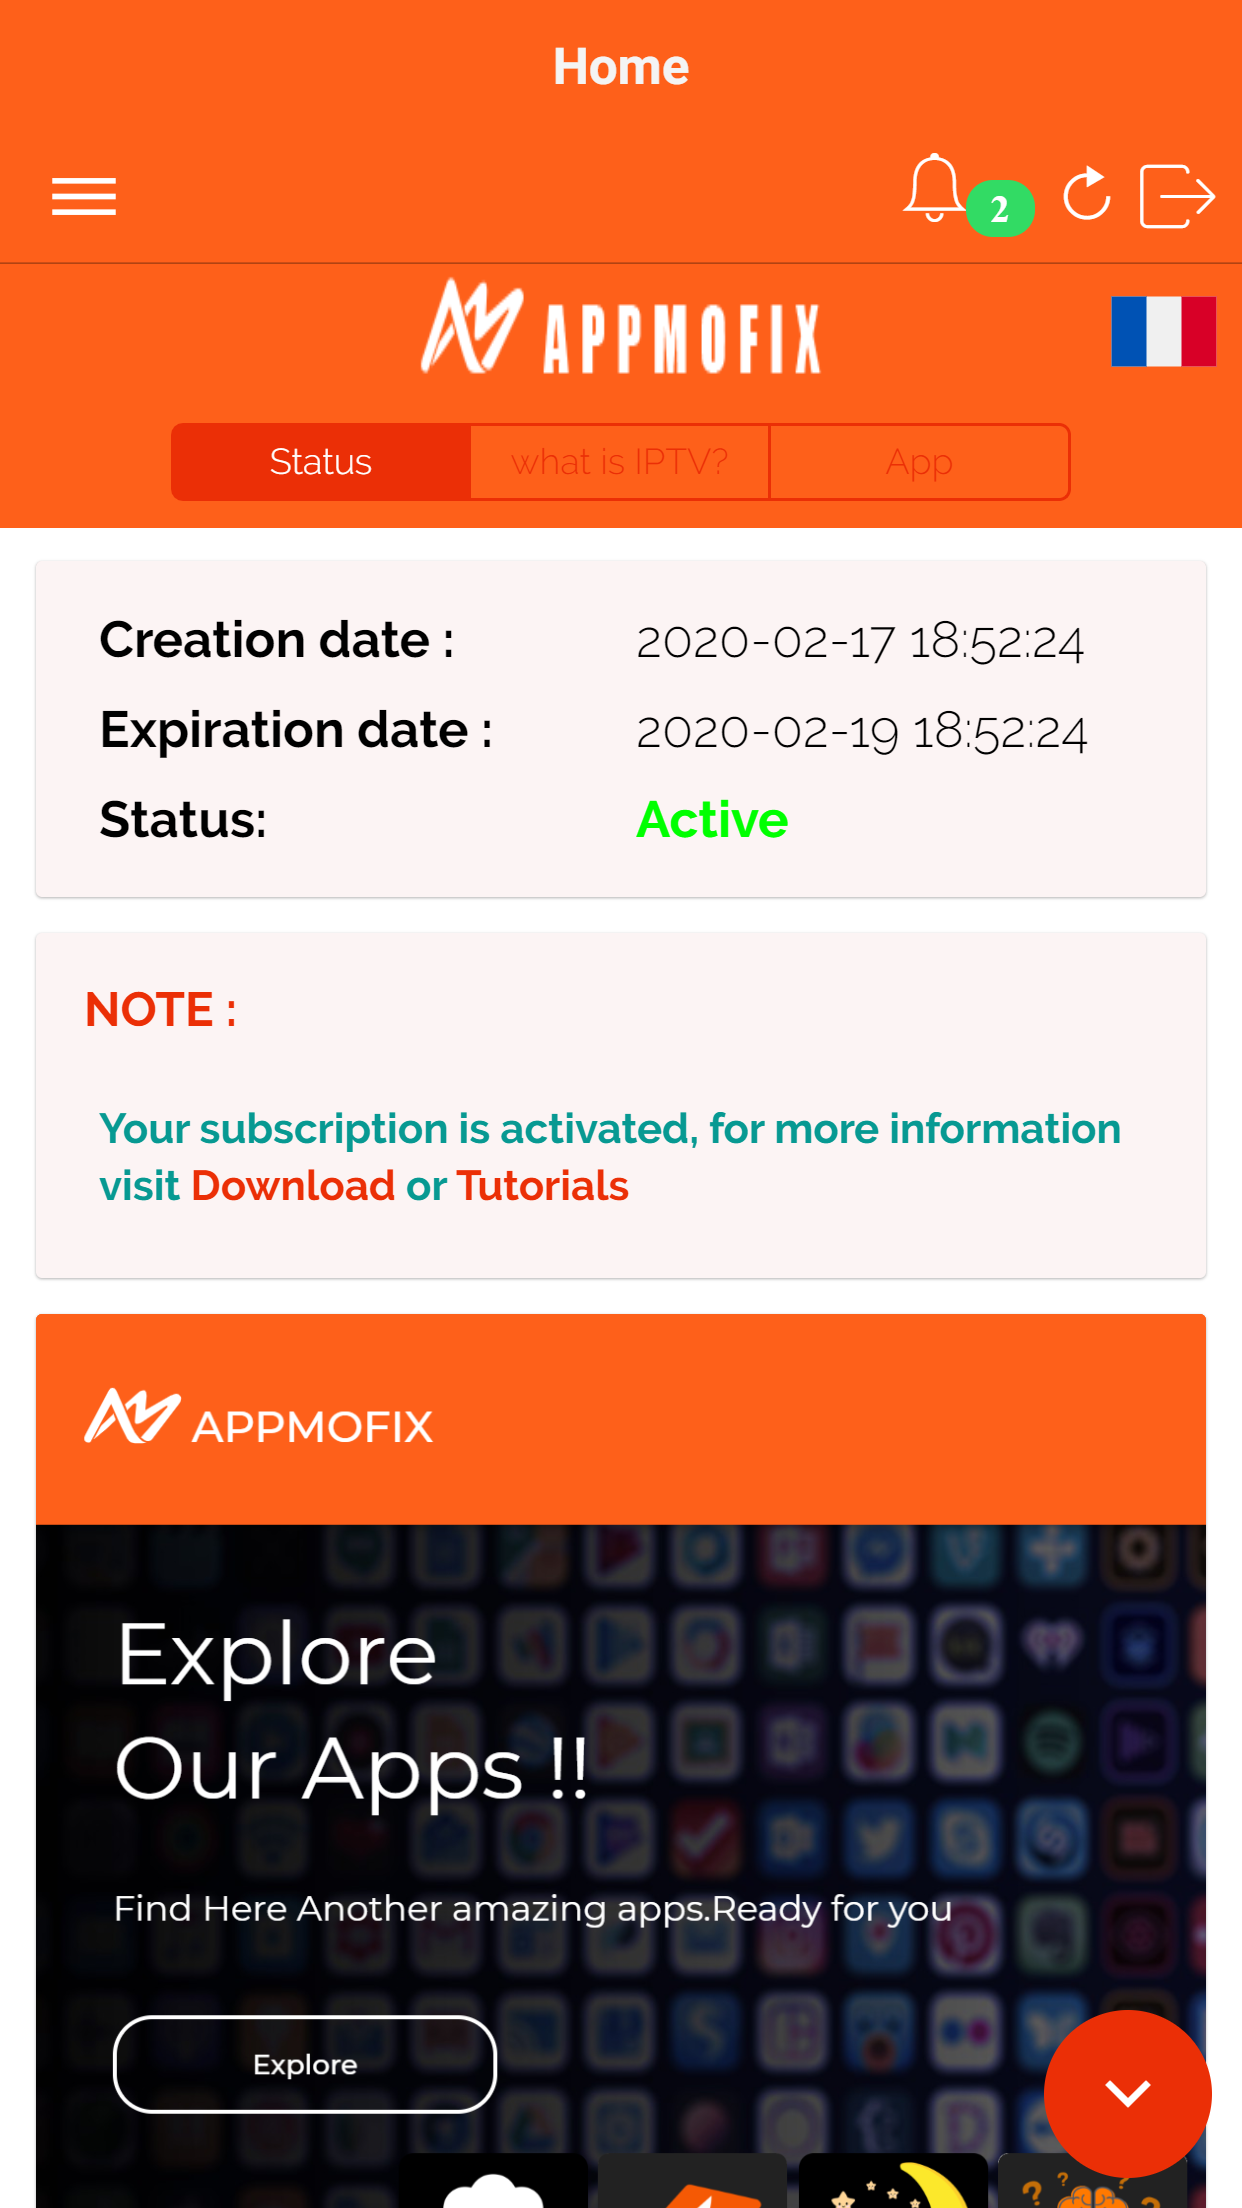 Home
2
APPMOFIX
Status what is IPTV? App
Creation date : 2020-02-17 18:52:24
Expiration date : 2020-02-19 18:52:24
Status: Active
NOTE :
Your subscription is activated, for more information
visit Download or Tutorials
APPMOFIX
Explore
Our Apps !!
Find Here Another amazing apps.Ready for you
Explore